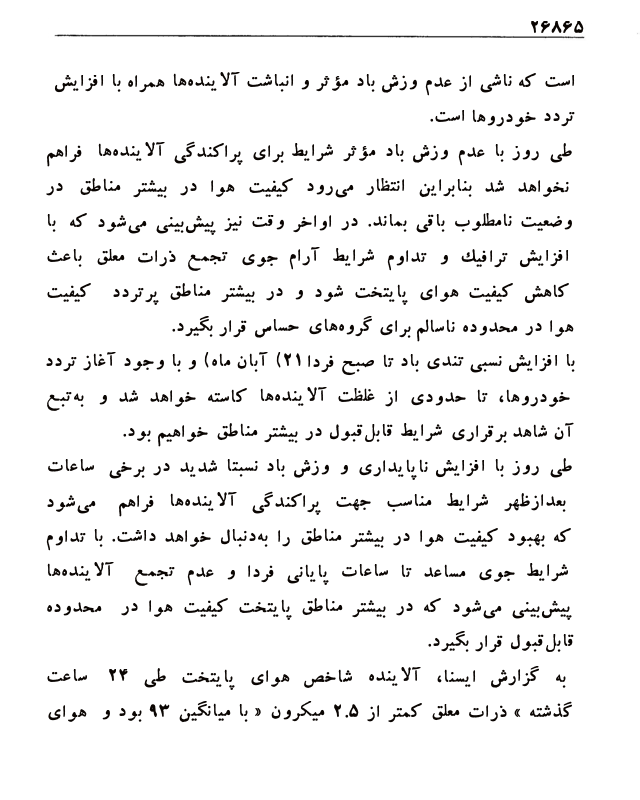 ۲۶۸۶۵
است که ناشی از عدم وزش باد مؤثر و انباشت آلاینده‌ها همراه با افزایش
تردد خودروها است.
طی روز با عدم وزش باد مؤثر شرایط برای پراکندگی آلاینده‌ها فراهم
نخواهد شد بنابراین انتظار می‌رود کیفیت هوا در بیشتر مناطق در
وضعیت نامطلوب باقی بماند. در اواخر وقت نیز پیش‌بینی می‌شود که با
افزایش ترافیك و تداوم شرایط آرام جوی تجمع ذرات معلق باعث
کاهش کیفیت هوای پایتخت شود و در بیشتر مناطق پرتردد کیفیت
هوا در محدوده ناسالم برای گروه‌های حساس قرار بگیرد.
با افزایش نسبی تندی باد تا صبح فردا ۲۱) آبان ماه) و با وجود آغاز تردد
خودروها، تا حدودی از غلظت آلاینده‌ها کاسته خواهد شد و به‌تبع
آن شاهد برقراری شرایط قابل‌قبول در بیشتر مناطق خواهیم بود.
طی روز با افزایش ناپایداری و وزش باد نسبتا شدید در برخی ساعات
بعدازظهر شرایط مناسب جهت پراکندگی آلاینده‌ها فراهم می‌شود
که بهبود کیفیت هوا در بیشتر مناطق را به‌دنبال خواهد داشت. با تداوم
شرایط جوی مساعد تا ساعات پایانی فردا و عدم تجمع آلاینده‌ها
پیش‌بینی می‌شود که در بیشتر مناطق پایتخت کیفیت هوا در محدوده
قابل‌قبول قرار بگیرد.
به گزارش ایسنا، آلاینده شاخص هوای پایتخت طی ۲۴ ساعت
گذشته » ذرات معلق کمتر از ۲.۵ میکرون « با میانگین ۹۳ بود و هوای